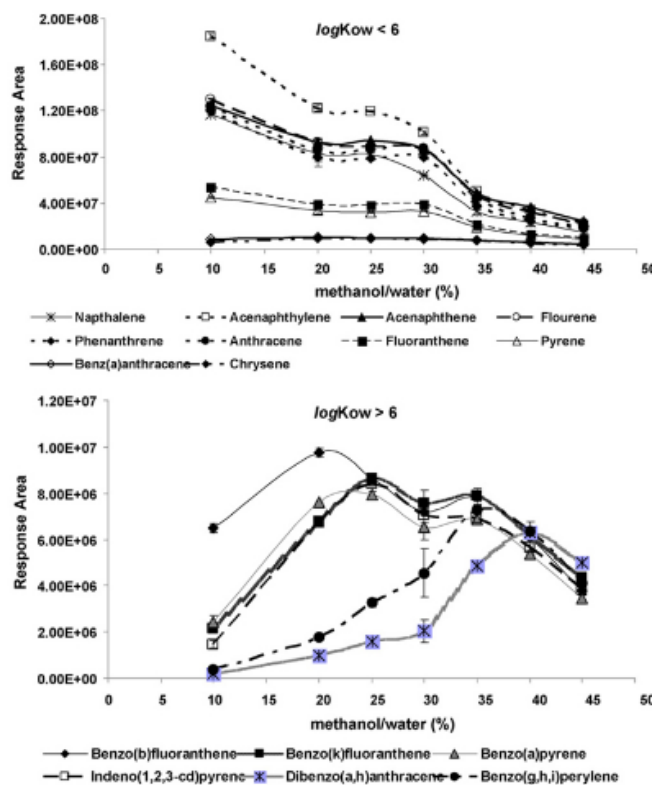 logKow < 6
2.00E+08
1.60E+08
1.20E+08
8.00E+07
4.00E+07
0.00E+00
Response Area
0 5 10 15 20 25 30 35 40 45 50
methanol/water (%)
Napthalene Acenaphthylene Acenaphthene Flourene
Phenanthrene Anthracene Fluoranthene Pyrene
Benz(a)anthracene Chrysene
logKow > 6
1.20E+07
1.00E+07
8.00E+06
6.00E+06
4.00E+06
2.00E+06
0.00E+00
Response Area
0 5 10 15 20 25 30 35 40 45 50
methanol/water (%)
Benzo(b)fluoranthene Benzo(k)fluoranthene Benzo(a)pyrene
Indeno(1,2,3-cd)pyrene Dibenzo(a,h)anthracene Benzo(g,h,i)perylene